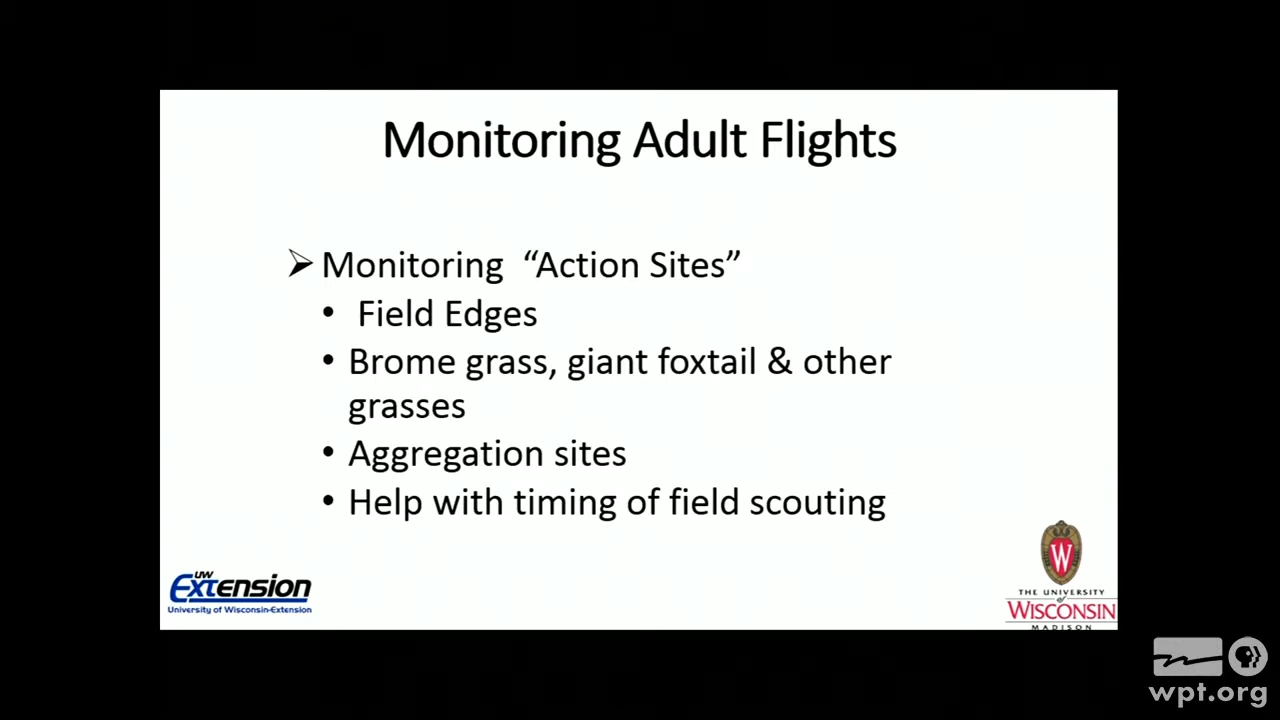 Monitoring Adult Flights
➢ Monitoring “Action Sites”
• Field Edges
• Brome grass, giant foxtail & other
grasses
• Aggregation sites
• Help with timing of field scouting
UW
Extension
University of Wisconsin-Extension
W
THE UNIVERSITY
of
WISCONSIN
MADISON
wpt.org